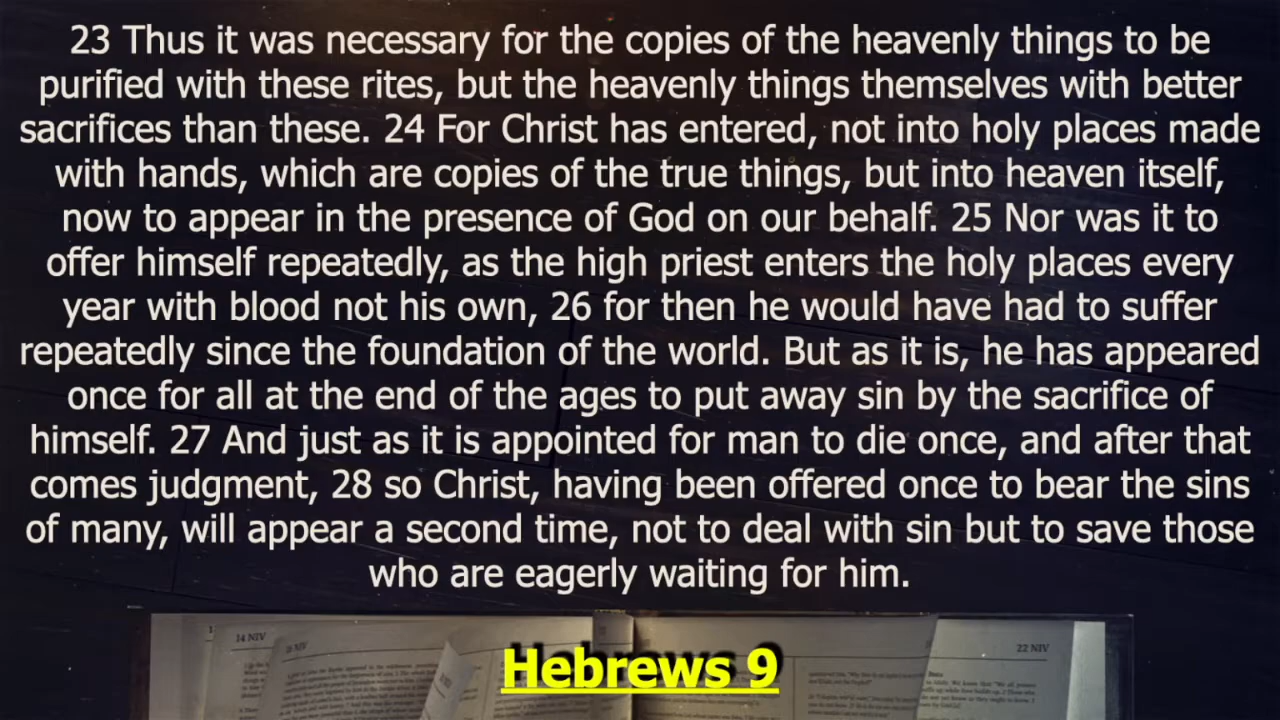 23 Thus it was necessary for the copies of the heavenly things to be
purified with these rites, but the heavenly things themselves with better
sacrifices than these. 24 For Christ has entered, not into holy places made
with hands, which are copies of the true things, but into heaven itself,
now to appear in the presence of God on our behalf. 25 Nor was it to
offer himself repeatedly, as the high priest enters the holy places every
year with blood not his own, 26 for then he would have had to suffer
repeatedly since the foundation of the world. But as it is, he has appeared
once for all at the end of the ages to put away sin by the sacrifice of
himself. 27 And just as it is appointed for man to die once, and after that
comes judgment, 28 so Christ, having been offered once to bear the sins
of many, will appear a second time, not to deal with sin but to save those
who are eagerly waiting for him.
14 NIV
22 NIV
Hebrews 9